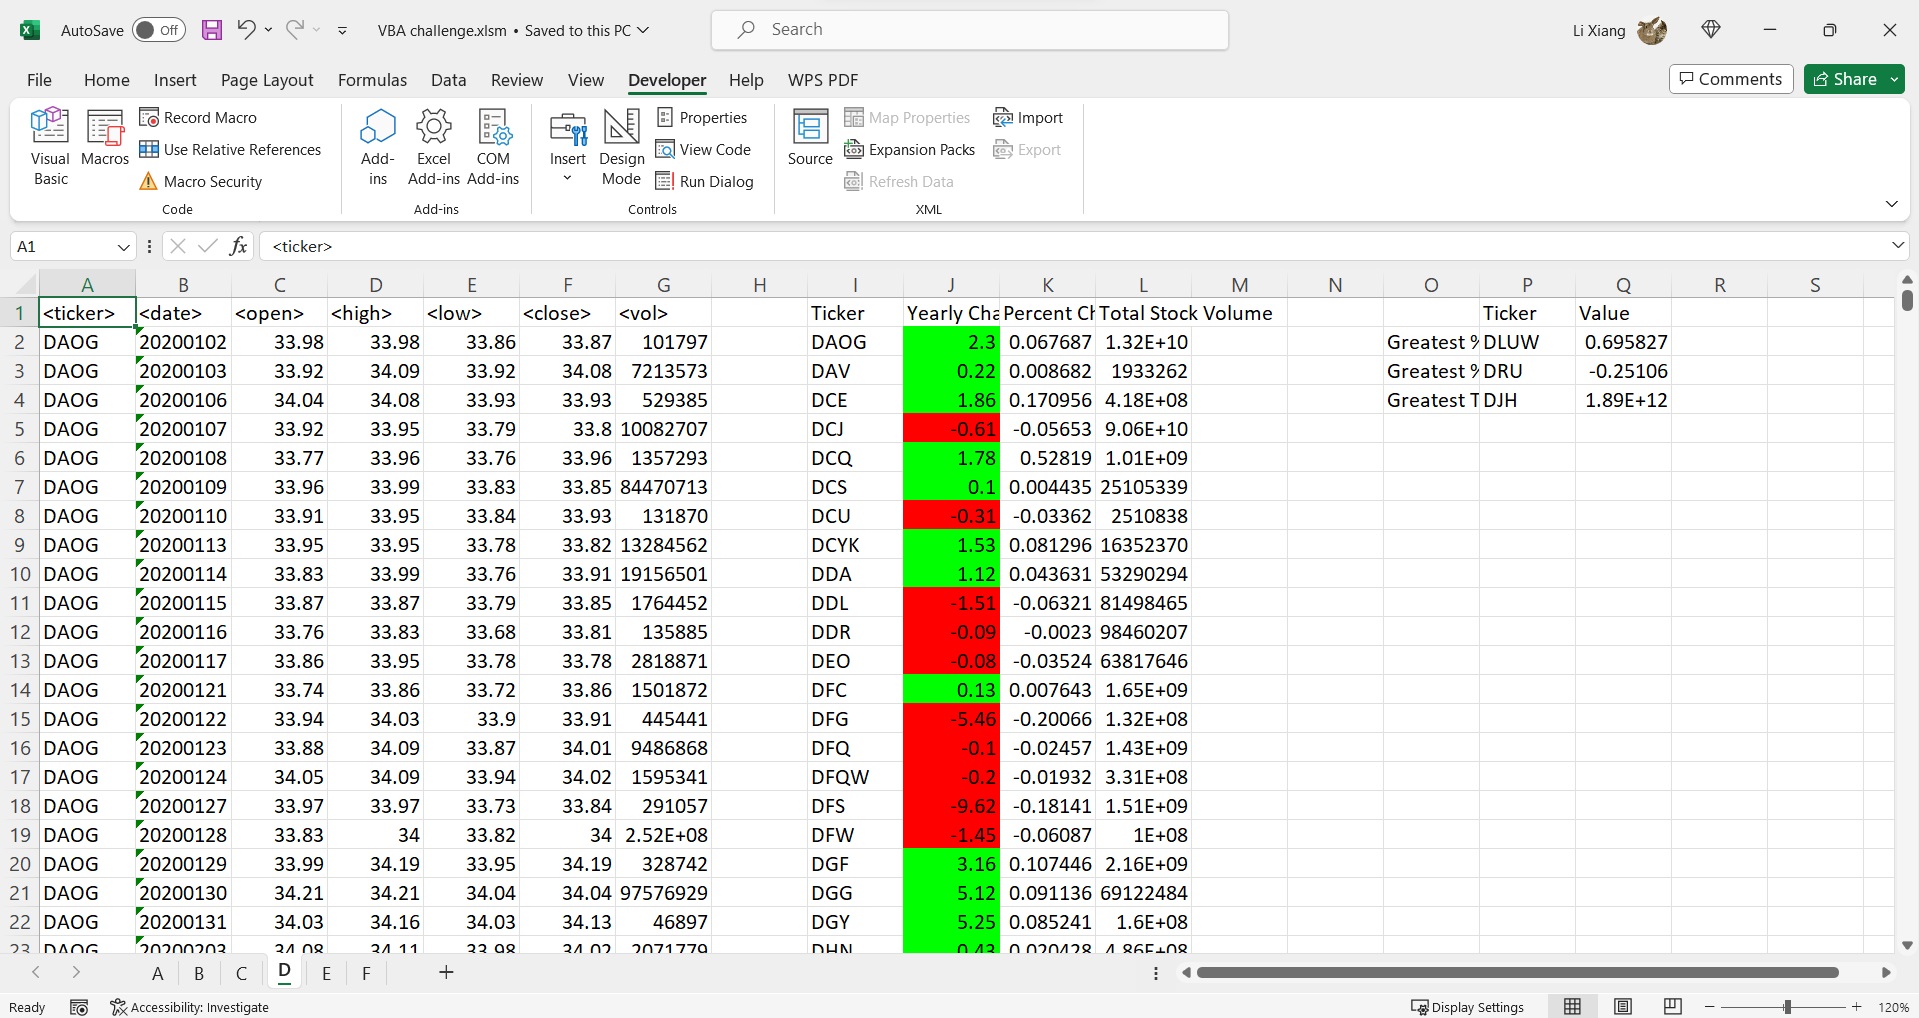 AutoSave Off VBA challenge.xlsm • Saved to this PC Search Li Xiang
File Home Insert Page Layout Formulas Data Review View Developer Help WPS PDF Comments Share
Visual Basic
Macros
Record Macro
Use Relative References
Macro Security
Code
Add-ins
Excel Add-ins
COM Add-ins
Add-ins
Insert
Design Mode
Properties
View Code
Run Dialog
Controls
Source
Map Properties
Expansion Packs
Refresh Data
Import
Export
XML
A1 fx <ticker>
A B C D E F G H I J K L M N O P Q R S
1 <ticker> <date> <open> <high> <low> <close> <vol> Ticker Yearly Cha Percent Ch Total Stock Volume Ticker Value
2 DAOG 20200102 33.98 33.98 33.86 33.87 101797 DAOG 2.3 0.067687 1.32E+10 Greatest % DLUW 0.695827
3 DAOG 20200103 33.92 34.09 33.92 34.08 7213573 DAV 0.22 0.008682 1933262 Greatest % DRU -0.25106
4 DAOG 20200106 34.04 34.08 33.93 33.93 529385 DCE 1.86 0.170956 4.18E+08 Greatest T DJH 1.89E+12
5 DAOG 20200107 33.92 33.95 33.79 33.8 10082707 DCJ -0.61 -0.05653 9.06E+10
6 DAOG 20200108 33.77 33.96 33.76 33.96 1357293 DCQ 1.78 0.52819 1.01E+09
7 DAOG 20200109 33.96 33.99 33.83 33.85 84470713 DCS 0.1 0.004435 25105339
8 DAOG 20200110 33.91 33.95 33.84 33.93 131870 DCU -0.31 -0.03362 2510838
9 DAOG 20200113 33.95 33.95 33.78 33.82 13284562 DCYK 1.53 0.081296 16352370
10 DAOG 20200114 33.83 33.99 33.76 33.91 19156501 DDA 1.12 0.043631 53290294
11 DAOG 20200115 33.87 33.87 33.79 33.85 1764452 DDL -1.51 -0.06321 81498465
12 DAOG 20200116 33.76 33.83 33.68 33.81 135885 DDR -0.09 -0.0023 98460207
13 DAOG 20200117 33.86 33.95 33.78 33.78 2818871 DEO -0.08 -0.03524 63817646
14 DAOG 20200121 33.74 33.86 33.72 33.86 1501872 DFC 0.13 0.007643 1.65E+09
15 DAOG 20200122 33.94 34.03 33.9 33.91 445441 DFG -5.46 -0.20066 1.32E+08
16 DAOG 20200123 33.88 34.09 33.87 34.01 9486868 DFQ -0.1 -0.02457 1.43E+09
17 DAOG 20200124 34.05 34.09 33.94 34.02 1595341 DFQW -0.2 -0.01932 3.31E+08
18 DAOG 20200127 33.97 33.97 33.73 33.84 291057 DFS -9.62 -0.18141 1.51E+09
19 DAOG 20200128 33.83 34 33.82 34 2.52E+08 DFW -1.45 -0.06087 1E+08
20 DAOG 20200129 33.99 34.19 33.95 34.19 328742 DGF 3.16 0.107446 2.16E+09
21 DAOG 20200130 34.21 34.21 34.04 34.04 97576929 DGG 5.12 0.091136 69122484
22 DAOG 20200131 34.03 34.16 34.03 34.13 46897 DGY 5.25 0.085241 1.6E+08
23 DAOG 20200203 34.08 34.11 33.98 34.02 2071779 DHN 0.43 0.020428 4.86E+08
A B C D E F +
Ready Accessibility: Investigate Display Settings 120%